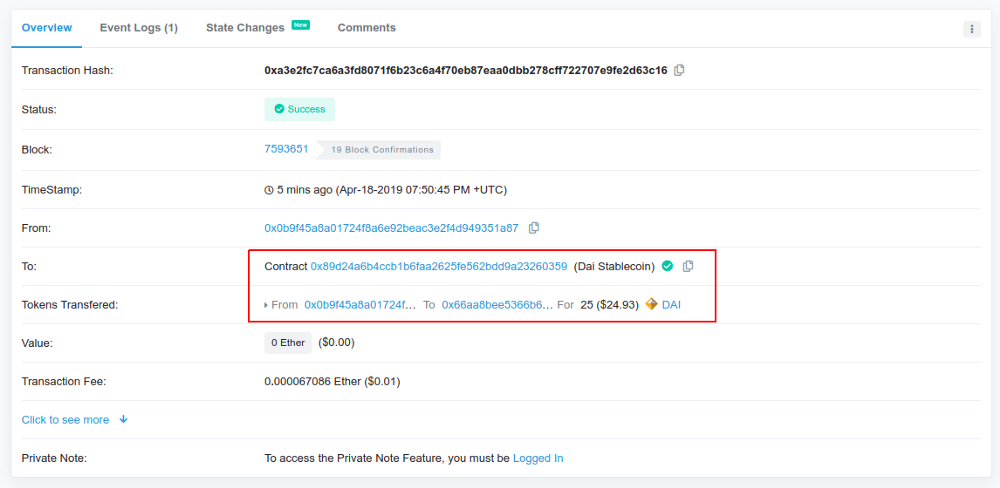 Overview Event Logs (1) State Changes New Comments
Transaction Hash: 0xa3e2fc7ca6a3fd8071f6b23c6a4f70eb87eaa0dbb278cff722707e9fe2d63c16
Status: Success
Block: 7593651 19 Block Confirmations
TimeStamp: 5 mins ago (Apr-18-2019 07:50:45 PM +UTC)
From: 0x0b9f45a8a01724f8a6e92beac3e2f4d949351a87
To: Contract 0x89d24a6b4ccb1b6faa2625fe562bdd9a23260359 (Dai Stablecoin)
Tokens Transfered: From 0x0b9f45a8a01724f... To 0x66aa8bee5366b6... For 25 ($24.93) DAI
Value: 0 Ether ($0.00)
Transaction Fee: 0.000067086 Ether ($0.01)
Click to see more
Private Note: To access the Private Note Feature, you must be Logged In